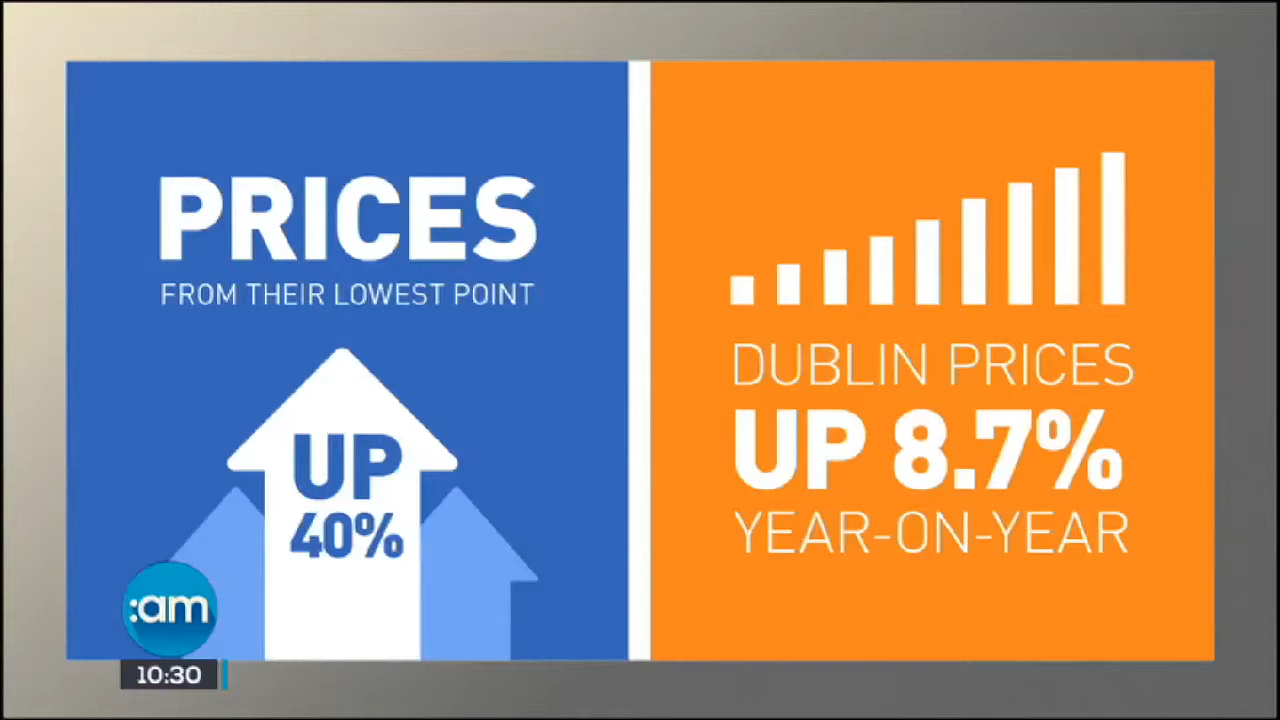 PRICES
FROM THEIR LOWEST POINT
UP
40%
DUBLIN PRICES
UP 8.7%
YEAR-ON-YEAR
:am
10:30